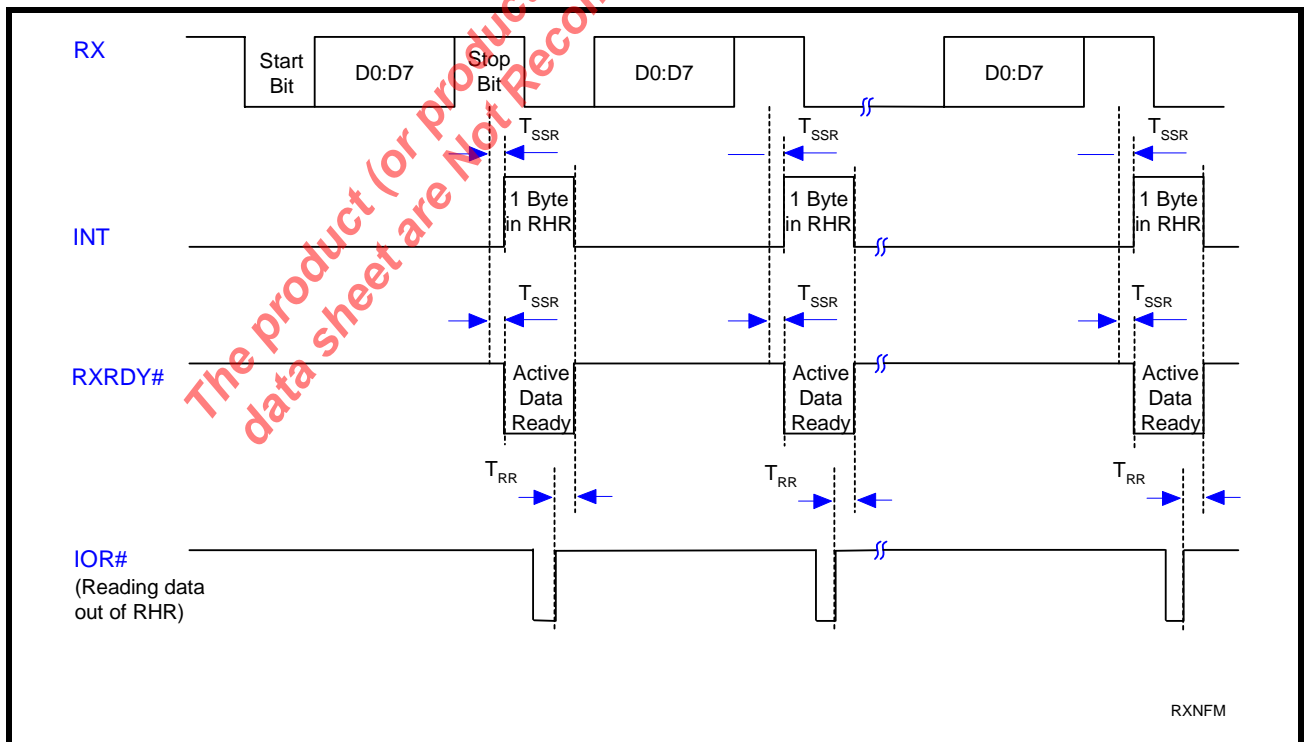 RX
Start
Bit
D0:D7
Stop
Bit
D0:D7
D0:D7
TSSR
TSSR
TSSR
INT
1 Byte
in RHR
1 Byte
in RHR
1 Byte
in RHR
TSSR
TSSR
TSSR
RXRDY#
Active
Data
Ready
Active
Data
Ready
Active
Data
Ready
TRR
TRR
TRR
IOR#
(Reading data
out of RHR)
RXNFM
The product (or produc
data sheet are Not Recom